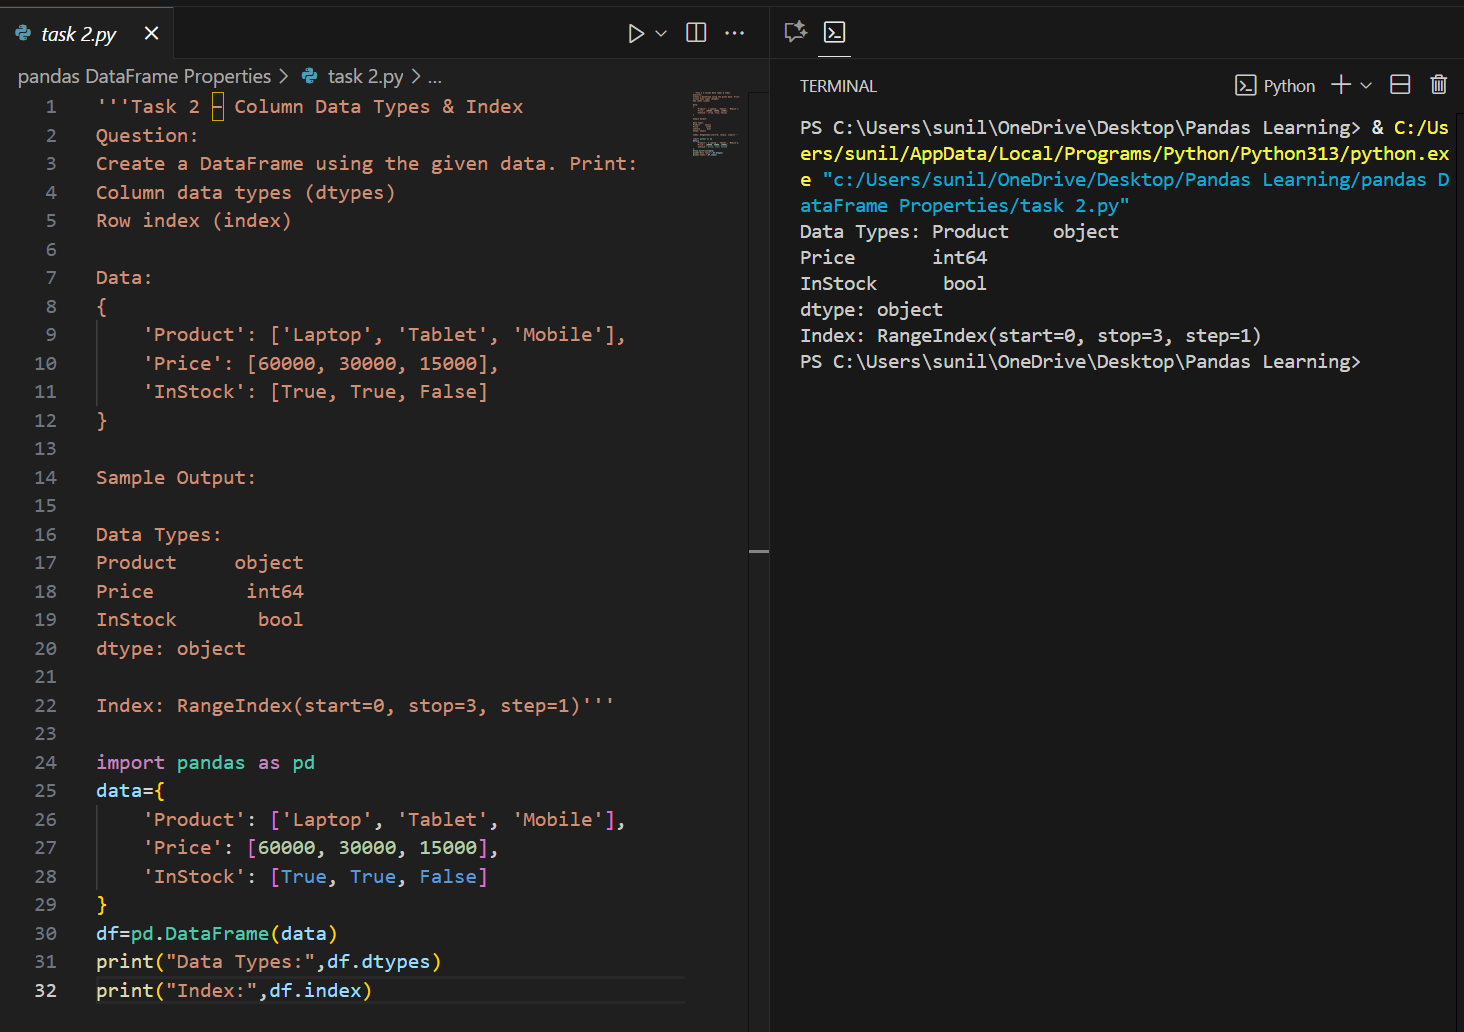 task 2.py
pandas DataFrame Properties > task 2.py > ...
1 '''Task 2 – Column Data Types & Index
2 Question:
3 Create a DataFrame using the given data. Print:
4 Column data types (dtypes)
5 Row index (index)
6
7 Data:
8 {
9     'Product': ['Laptop', 'Tablet', 'Mobile'],
10     'Price': [60000, 30000, 15000],
11     'InStock': [True, True, False]
12 }
13
14 Sample Output:
15
16 Data Types:
17 Product     object
18 Price        int64
19 InStock       bool
20 dtype: object
21
22 Index: RangeIndex(start=0, stop=3, step=1)'''
23
24 import pandas as pd
25 data={
26     'Product': ['Laptop', 'Tablet', 'Mobile'],
27     'Price': [60000, 30000, 15000],
28     'InStock': [True, True, False]
29 }
30 df=pd.DataFrame(data)
31 print("Data Types:",df.dtypes)
32 print("Index:",df.index)
TERMINAL
Python
PS C:\Users\sunil\OneDrive\Desktop\Pandas Learning> & C:/Us
ers/sunil/AppData/Local/Programs/Python/Python313/python.ex
e "c:/Users/sunil/OneDrive/Desktop/Pandas Learning/pandas D
ataFrame Properties/task 2.py"
Data Types: Product    object
Price       int64
InStock      bool
dtype: object
Index: RangeIndex(start=0, stop=3, step=1)
PS C:\Users\sunil\OneDrive\Desktop\Pandas Learning>